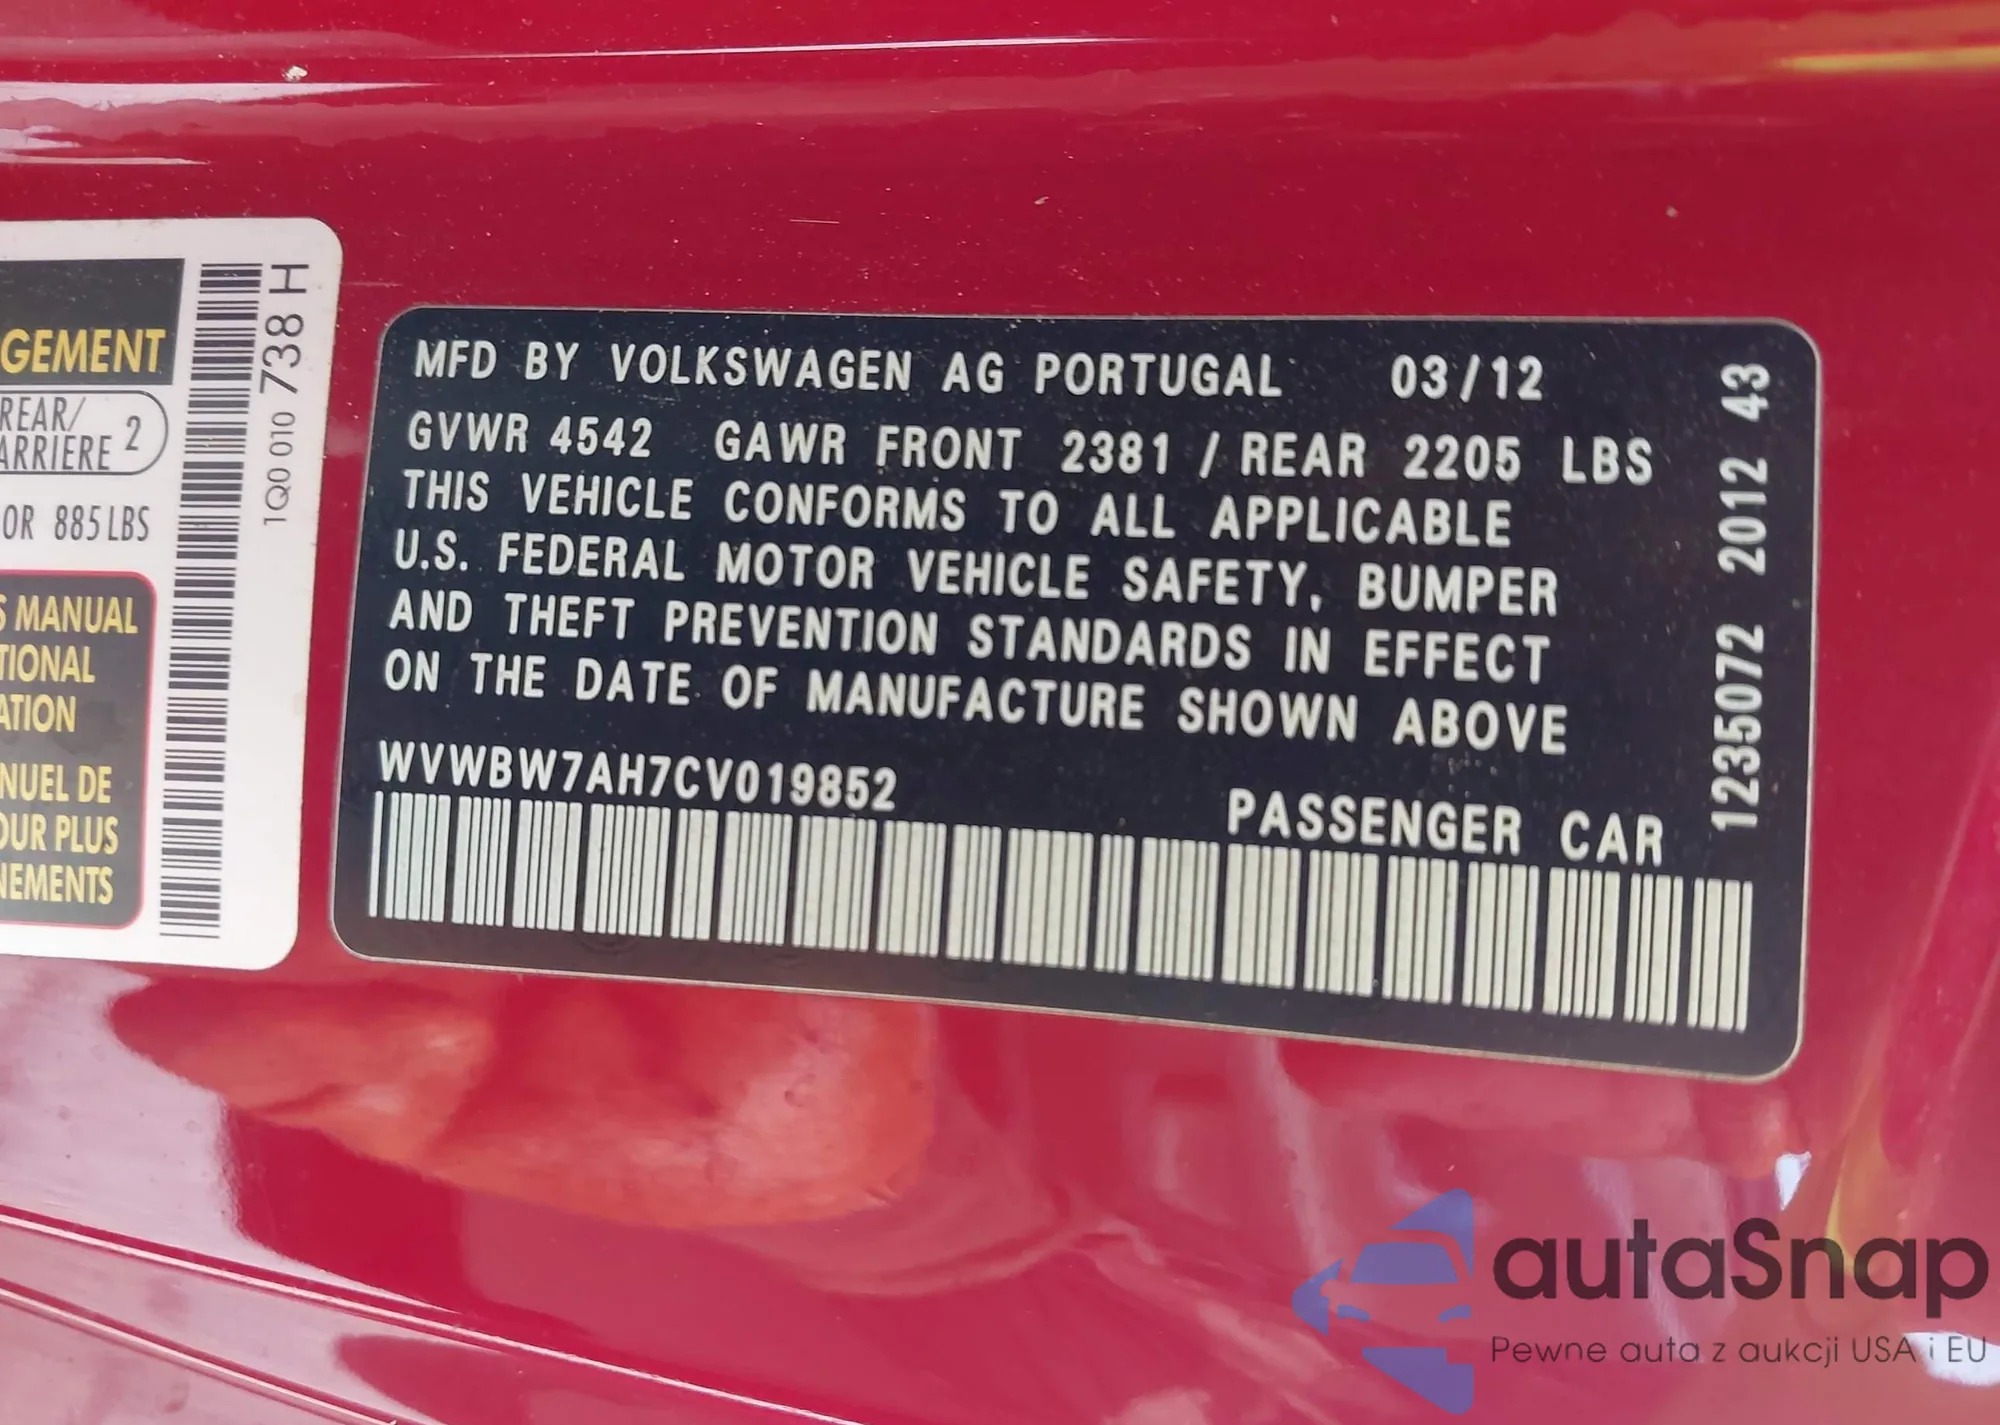 GEMENT
REAR/
ARRIERE 2
OR 885 LBS
S MANUAL
TIONAL
ATION
NUEL DE
OUR PLUS
NEMENTS
1Q0 010 738 H
MFD BY VOLKSWAGEN AG PORTUGAL 03/12
GVWR 4542 GAWR FRONT 2381 / REAR 2205 LBS
THIS VEHICLE CONFORMS TO ALL APPLICABLE
U.S. FEDERAL MOTOR VEHICLE SAFETY, BUMPER
AND THEFT PREVENTION STANDARDS IN EFFECT
ON THE DATE OF MANUFACTURE SHOWN ABOVE
WVWBW7AH7CV019852
PASSENGER CAR
1235072 2012 43
autaSnap
Pewne auta z aukcji USA i EU